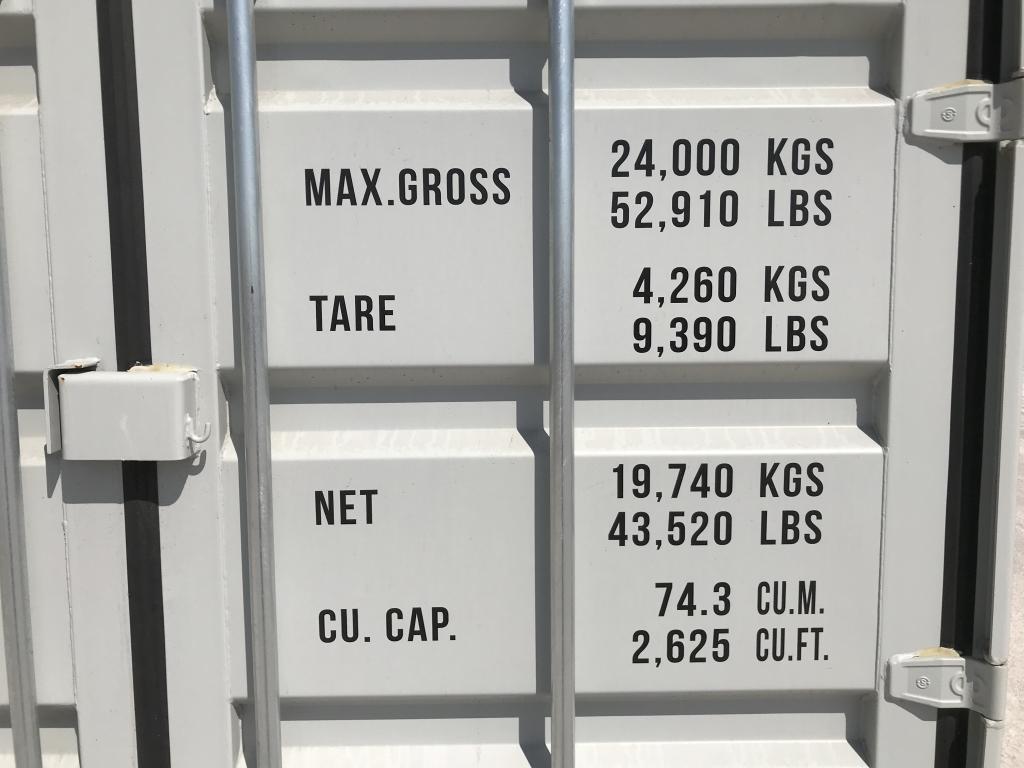 MAX.GROSS 24,000 KGS
52,910 LBS
TARE 4,260 KGS
9,390 LBS
NET 19,740 KGS
43,520 LBS
CU. CAP. 74.3 CU.M.
2,625 CU.FT.